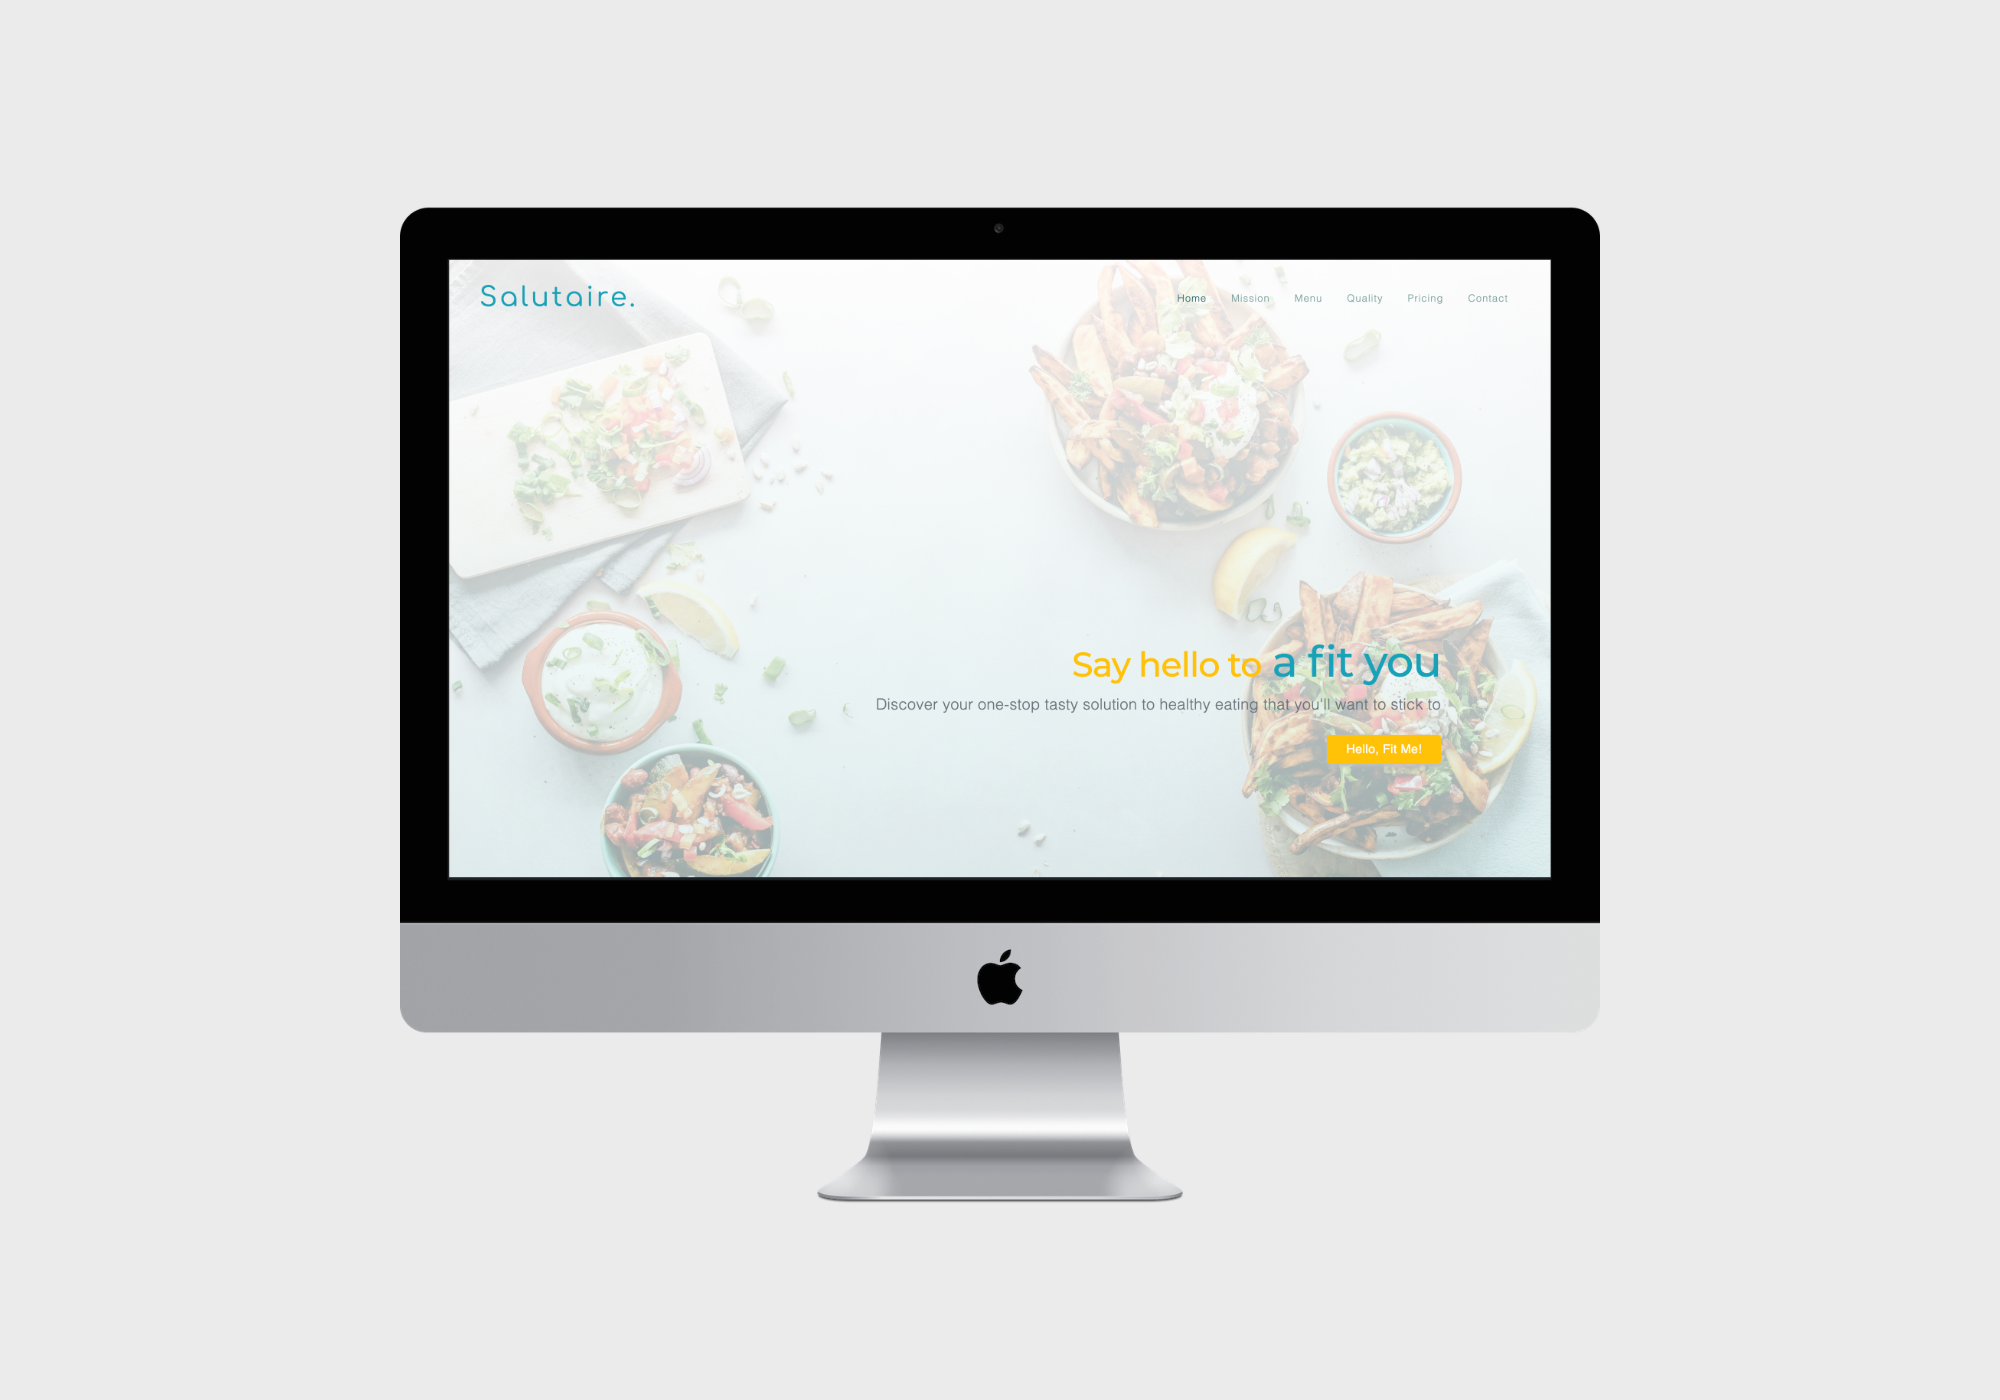 Salutaire.
Home Mission Menu Quality Pricing Contact
Say hello to a fit you
Discover your one-stop tasty solution to healthy eating that you'll want to stick to
Hello, Fit Me!